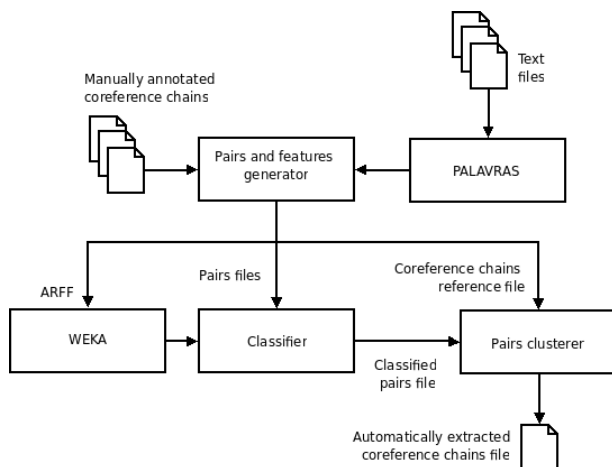 Manually annotated
coreference chains
Text
files
Pairs and features
generator
PALAVRAS
ARFF
Pairs files
Coreference chains
reference file
WEKA
Classifier
Pairs clusterer
Classified
pairs file
Automatically extracted
coreference chains file